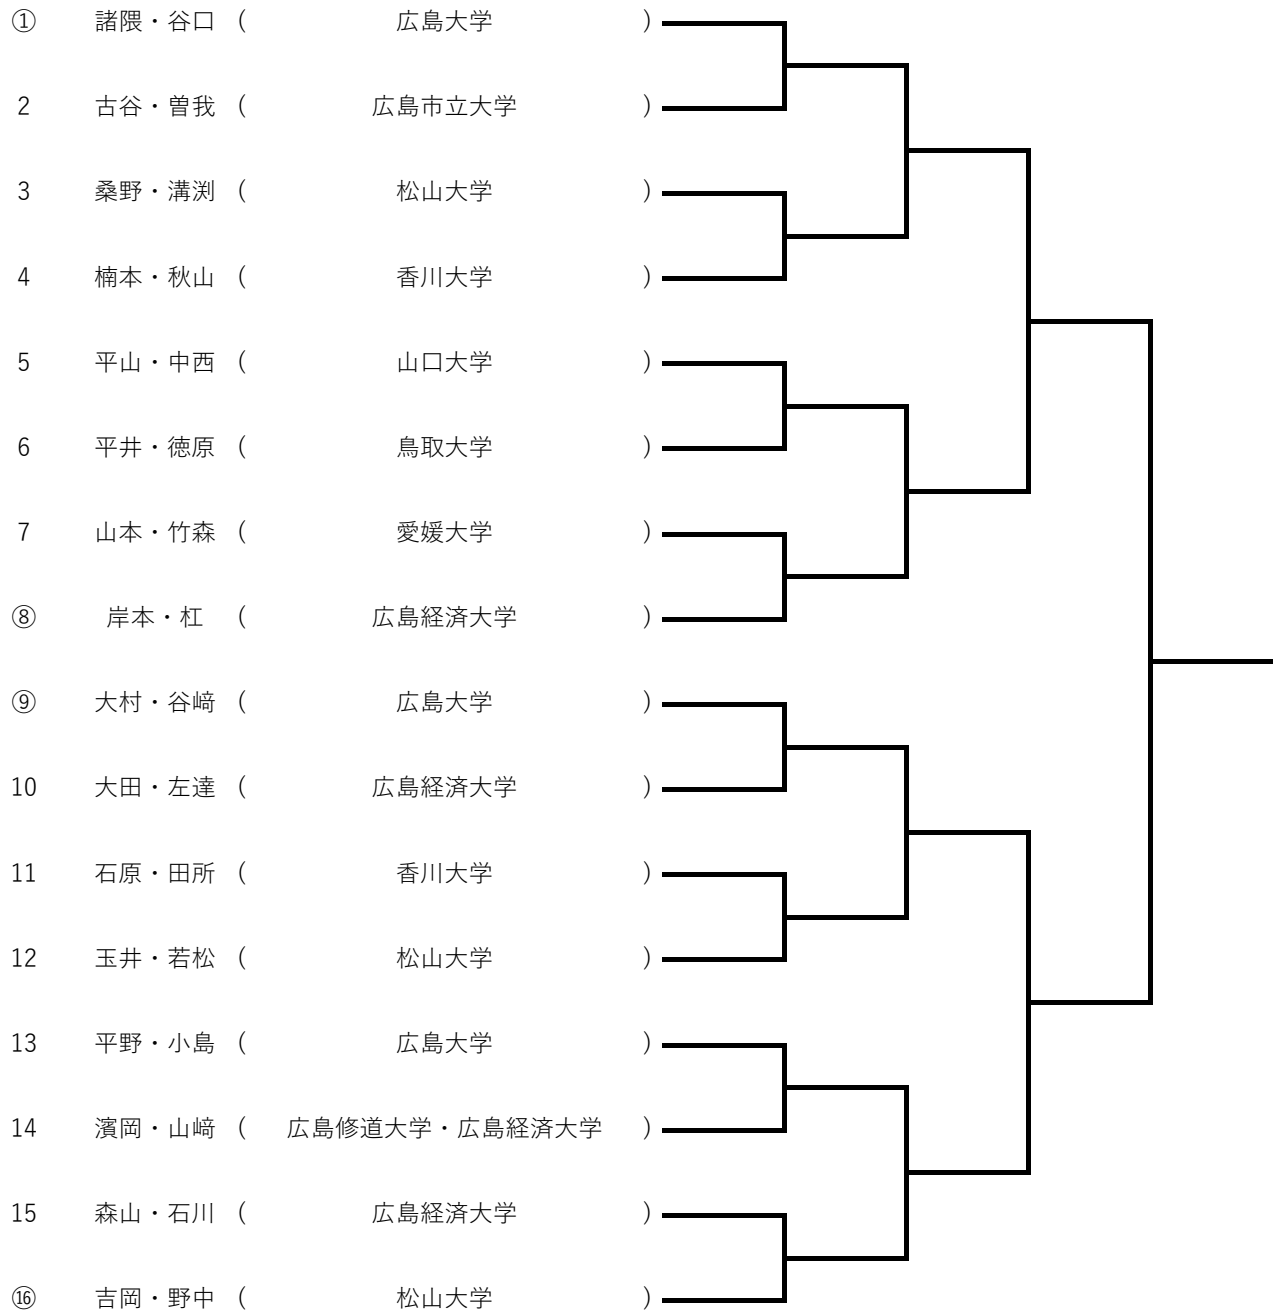 ① 諸隈・谷口 ( 広島大学 )
2 古谷・曽我 ( 広島市立大学 )
3 桑野・溝渕 ( 松山大学 )
4 楠本・秋山 ( 香川大学 )
5 平山・中西 ( 山口大学 )
6 平井・徳原 ( 鳥取大学 )
7 山本・竹森 ( 愛媛大学 )
⑧ 岸本・杠 ( 広島経済大学 )
⑨ 大村・谷﨑 ( 広島大学 )
10 大田・左達 ( 広島経済大学 )
11 石原・田所 ( 香川大学 )
12 玉井・若松 ( 松山大学 )
13 平野・小島 ( 広島大学 )
14 濱岡・山﨑 ( 広島修道大学・広島経済大学 )
15 森山・石川 ( 広島経済大学 )
⑯ 吉岡・野中 ( 松山大学 )